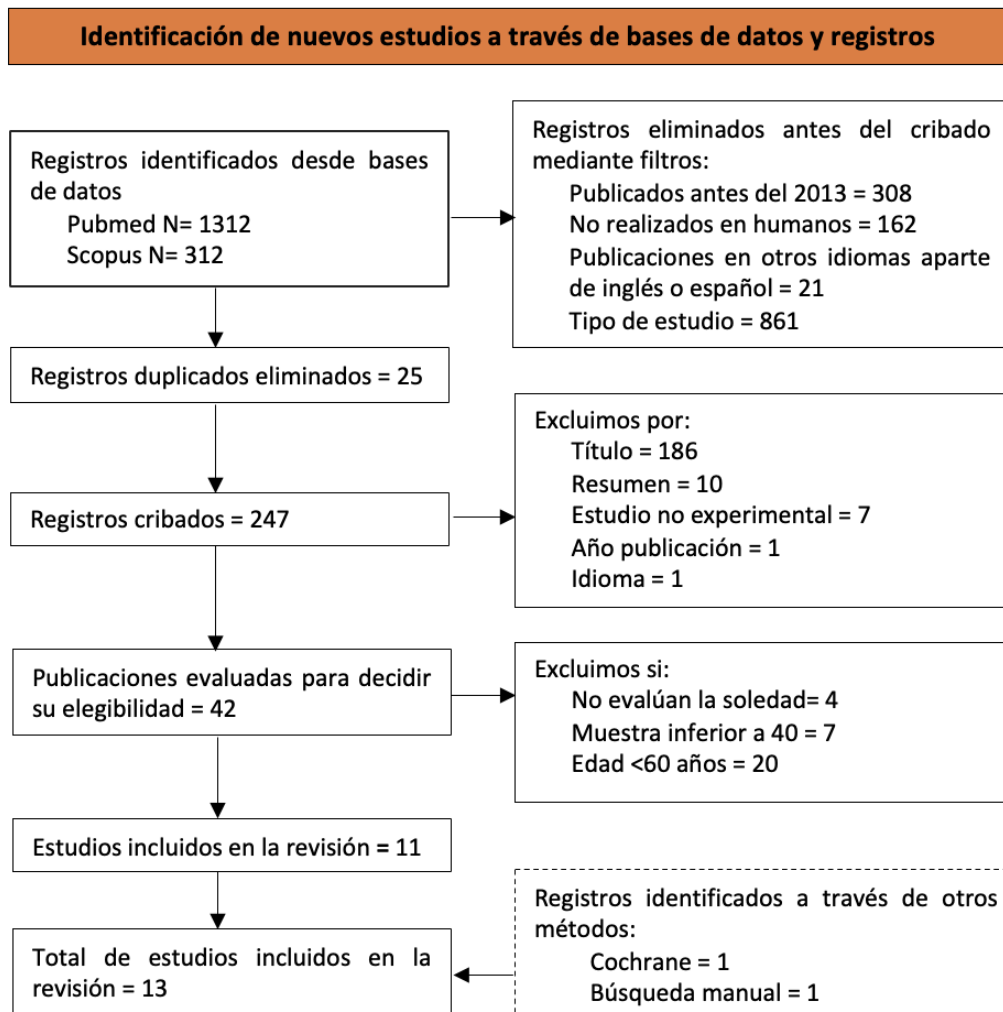 Identificación de nuevos estudios a través de bases de datos y registros
Registros identificados desde bases
de datos
Pubmed N= 1312
Scopus N= 312
Registros eliminados antes del cribado
mediante filtros:
Publicados antes del 2013 = 308
No realizados en humanos = 162
Publicaciones en otros idiomas aparte
de inglés o español = 21
Tipo de estudio = 861
Registros duplicados eliminados = 25
Registros cribados = 247
Excluimos por:
Título = 186
Resumen = 10
Estudio no experimental = 7
Año publicación = 1
Idioma = 1
Publicaciones evaluadas para decidir
su elegibilidad = 42
Excluimos si:
No evalúan la soledad= 4
Muestra inferior a 40 = 7
Edad <60 años = 20
Estudios incluidos en la revisión = 11
Registros identificados a través de otros
métodos:
Cochrane = 1
Búsqueda manual = 1
Total de estudios incluidos en la
revisión = 13